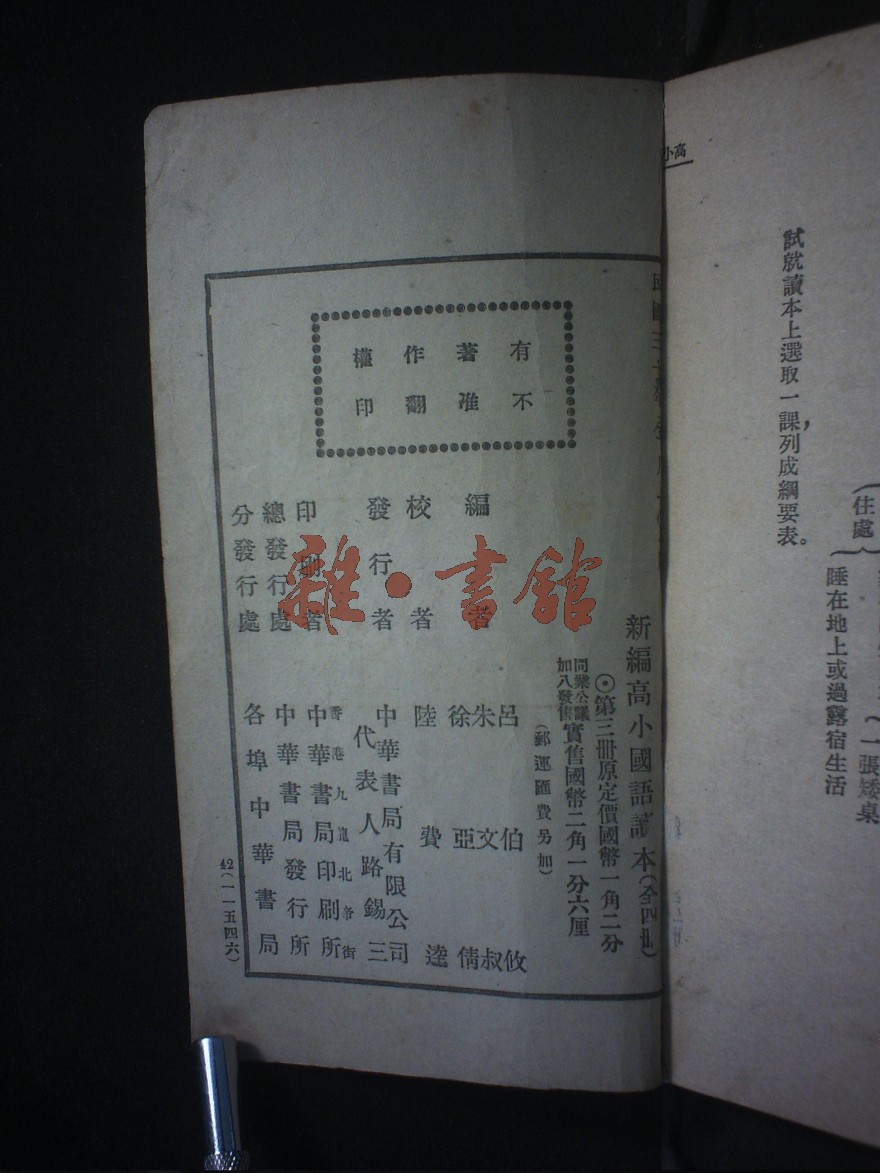 小高
試就讀本上選取一課，列成綱要表。
住處
一張矮桌
睡在地上或過露宿生活
新編高小國語讀本（全四冊）
⊙第三冊原定價國幣一角二分
同業公議加八發售實售國幣二角一分六厘
（郵運匯費另加）
有著作權
不准翻印
編者 呂伯攸
朱文叔
徐亞倩
校者 陸費逵
發行者 中華書局有限公司
代表人路錫三
印刷者 香港九龍北帝街
中華書局印刷所
總發行處 中華書局發行所
分發行處 各埠中華書局
42（一一五四六）
雜·書館